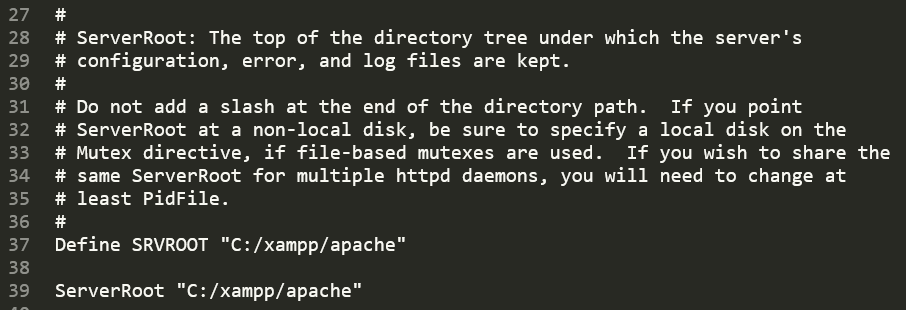 27 #
28 # ServerRoot: The top of the directory tree under which the server's
29 # configuration, error, and log files are kept.
30 #
31 # Do not add a slash at the end of the directory path.  If you point
32 # ServerRoot at a non-local disk, be sure to specify a local disk on the
33 # Mutex directive, if file-based mutexes are used.  If you wish to share the
34 # same ServerRoot for multiple httpd daemons, you will need to change at
35 # least PidFile.
36 #
37 Define SRVROOT "C:/xampp/apache"
38
39 ServerRoot "C:/xampp/apache"